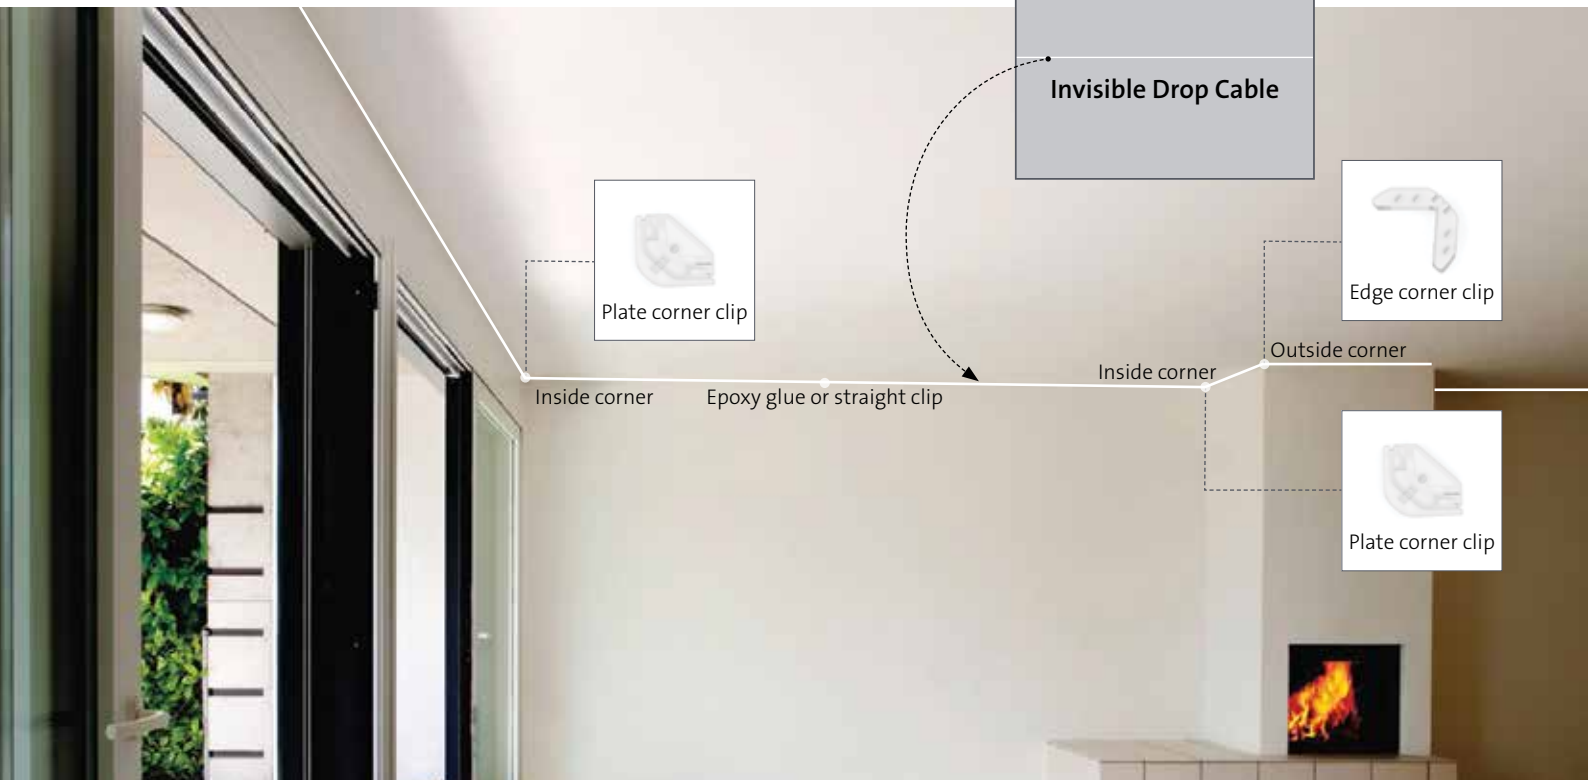 Invisible Drop Cable
Plate corner clip
Edge corner clip
Outside corner
Inside corner
Inside corner
Epoxy glue or straight clip
Plate corner clip